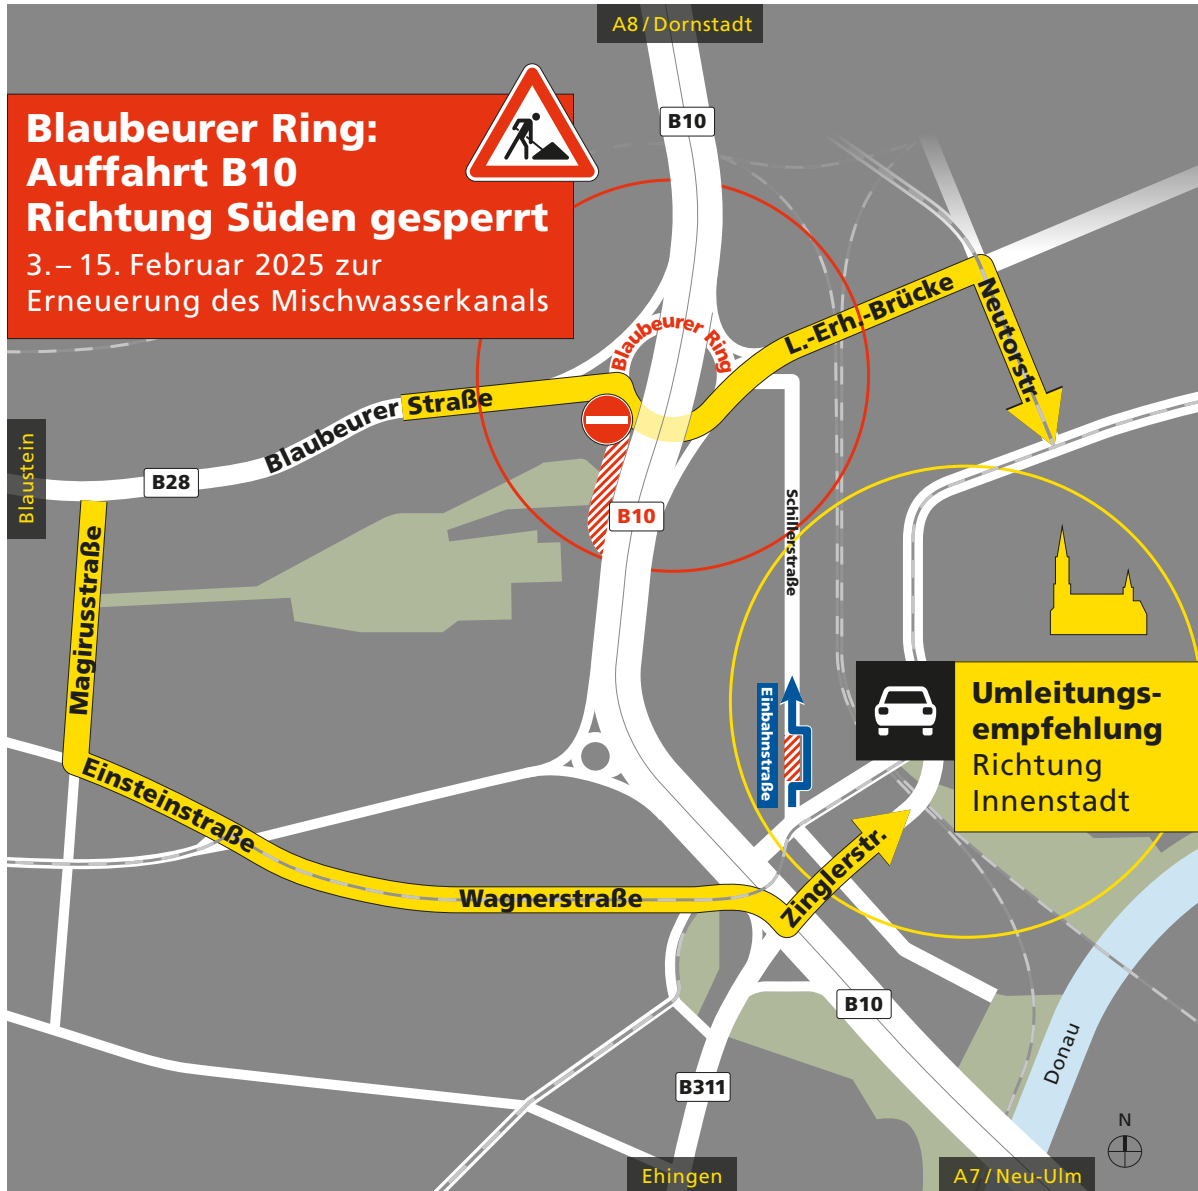 A8 / Dornstadt
B10
Blaubeurer Ring:
Auffahrt B10
Richtung Süden gesperrt
3. – 15. Februar 2025 zur
Erneuerung des Mischwasserkanals
Blaubeurer Ring
L.-Erh.-Brücke
Neutorstr.
Blaubeurer Straße
Blaustein
B28
B10
Schillerstraße
Magirusstraße
Einbahnstraße
Umleitungs-
empfehlung
Richtung
Innenstadt
Einsteinstraße
Wagnerstraße
Zinglerstr.
B10
Donau
B311
N
Ehingen
A7 / Neu-Ulm